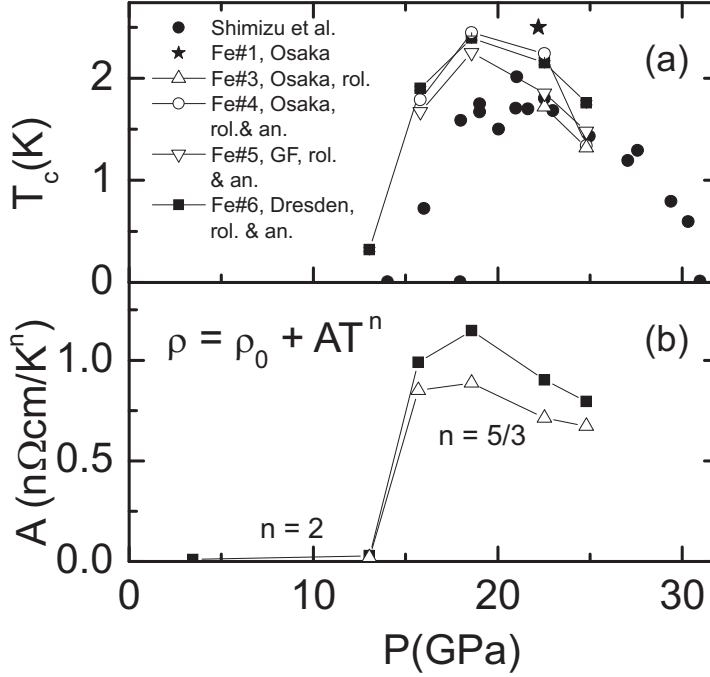 Shimizu et al.
Fe#1, Osaka
Fe#3, Osaka, rol.
Fe#4, Osaka,
rol.& an.
Fe#5, GF, rol.
& an.
Fe#6, Dresden,
rol. & an.
(a)
T_c(K)
2
1
0
(b)
ρ = ρ₀ + AT^n
n = 5/3
n = 2
A (nΩcm/K^n)
1.0
0.5
0.0
0 10 20 30
P(GPa)